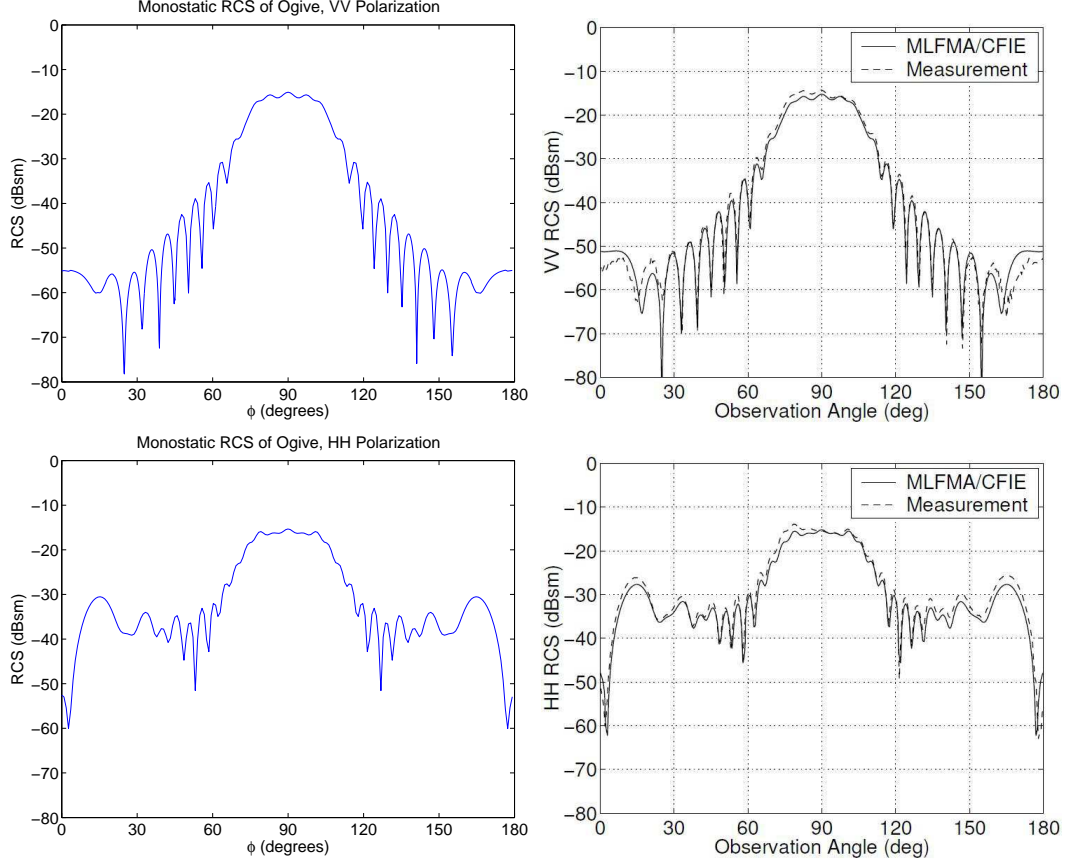 Monostatic RCS of Ogive, VV Polarization
0
−10
−20
−30
−40
−50
−60
−70
−80
RCS (dBsm)
0 30 60 90 120 150 180
ϕ (degrees)
0
−10
−20
−30
−40
−50
−60
−70
−80
VV RCS (dBsm)
MLFMA/CFIE
Measurement
0 30 60 90 120 150 180
Observation Angle (deg)
Monostatic RCS of Ogive, HH Polarization
0
−10
−20
−30
−40
−50
−60
−70
−80
RCS (dBsm)
0 30 60 90 120 150 180
ϕ (degrees)
0
−10
−20
−30
−40
−50
−60
−70
−80
HH RCS (dBsm)
MLFMA/CFIE
Measurement
0 30 60 90 120 150 180
Observation Angle (deg)